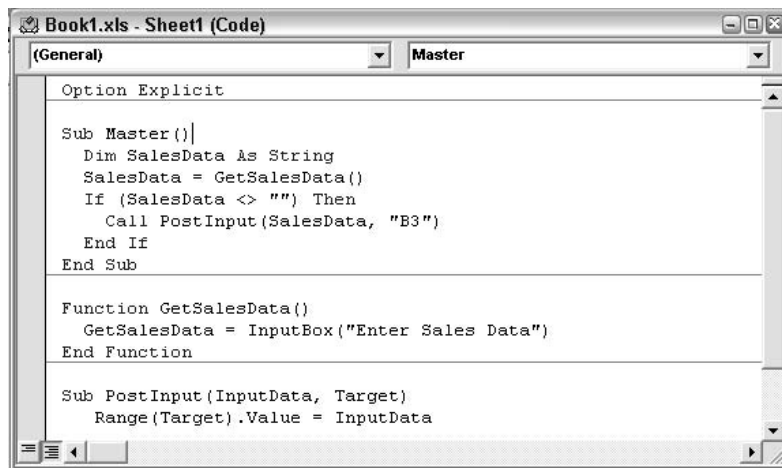 Book1.xls - Sheet1 (Code)
(General) Master
Option Explicit
Sub Master()
Dim SalesData As String
SalesData = GetSalesData()
If (SalesData <> "") Then
Call PostInput(SalesData, "B3")
End If
End Sub
Function GetSalesData()
GetSalesData = InputBox("Enter Sales Data")
End Function
Sub PostInput(InputData, Target)
Range(Target).Value = InputData